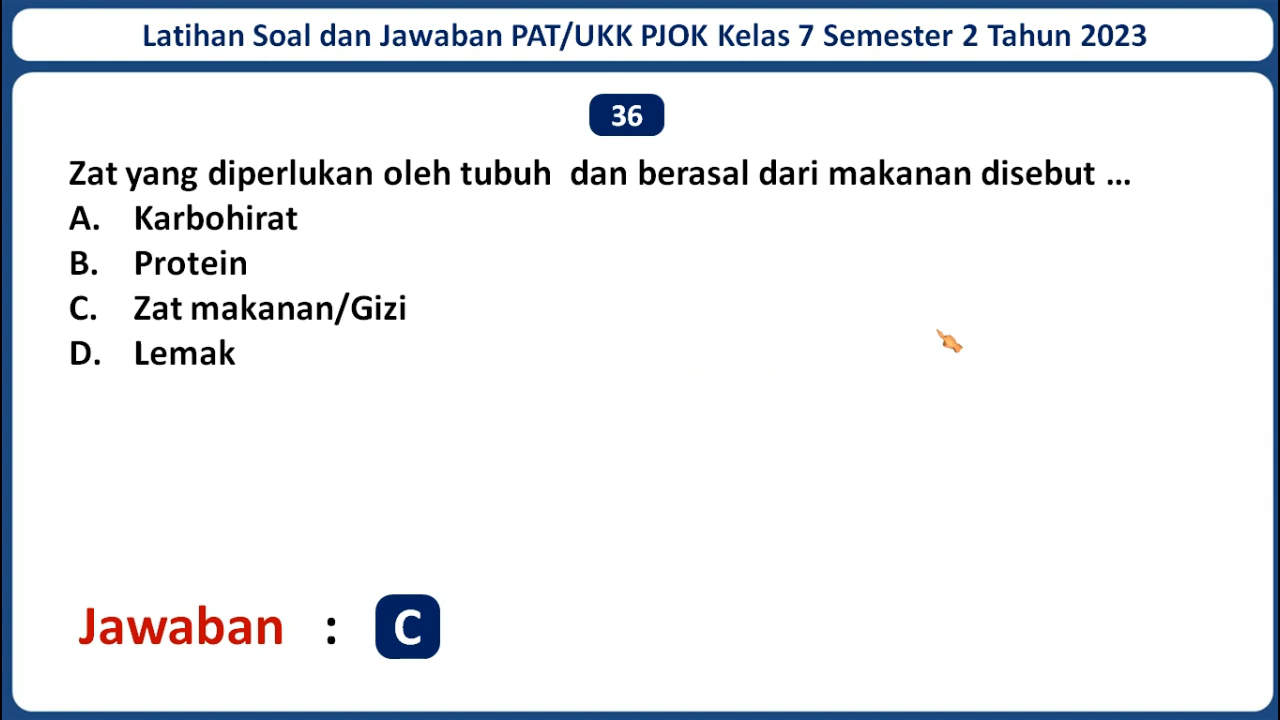 Latihan Soal dan Jawaban PAT/UKK PJOK Kelas 7 Semester 2 Tahun 2023
36
Zat yang diperlukan oleh tubuh dan berasal dari makanan disebut ...
A. Karbohirat
B. Protein
C. Zat makanan/Gizi
D. Lemak
Jawaban : C